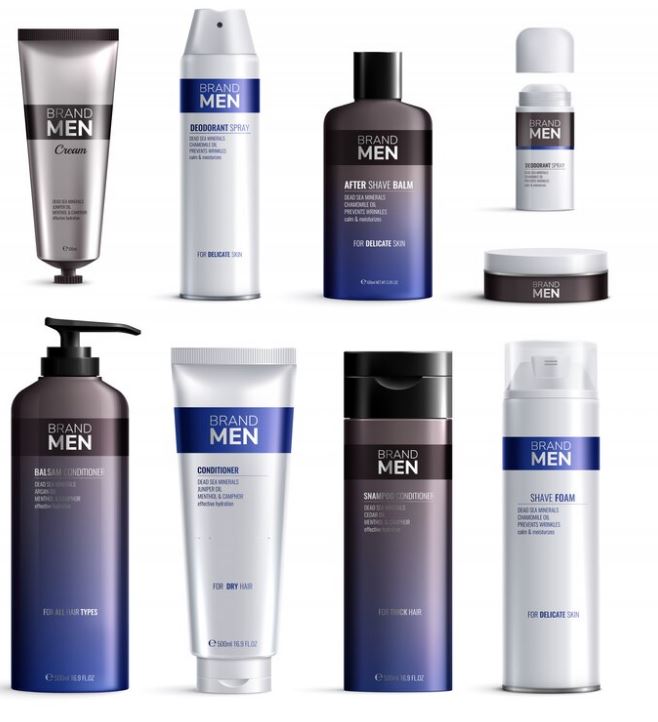 BRAND
MEN
Cream
DEAD SEA MINERALS
JUNIPER OIL
MENTHOL & CAMPHOR
effective hydration
BRAND
MEN
DEODORANT SPRAY
DEAD SEA MINERALS
CHAMOMILE OIL
PREVENTS WRINKLES
calm & moisturizes
FOR DELICATE SKIN
BRAND
MEN
AFTER SHAVE BALM
DEAD SEA MINERALS
CHAMOMILE OIL
PREVENTS WRINKLES
calm & moisturizes
FOR DELICATE SKIN
BRAND
MEN
DEODORANT SPRAY
BRAND
MEN
BRAND
MEN
BALSAM CONDITIONER
DEAD SEA MINERALS
ARGAN OIL
MENTHOL & CAMPHOR
effective hydration
FOR ALL HAIR TYPES
℮ 500ml 16.9 FL.OZ
BRAND
MEN
CONDITIONER
DEAD SEA MINERALS
JUNIPER OIL
MENTHOL & CAMPHOR
effective hydration
FOR DRY HAIR
℮ 500ml 16.9 FL.OZ
BRAND
MEN
SHAMPOO CONDITIONER
DEAD SEA MINERALS
CEDAR OIL
MENTHOL & CAMPHOR
effective hydration
FOR THICK HAIR
℮ 500ml 16.9 FL.OZ
BRAND
MEN
SHAVE FOAM
DEAD SEA MINERALS
CHAMOMILE OIL
PREVENTS WRINKLES
calm & moisturizes
FOR DELICATE SKIN